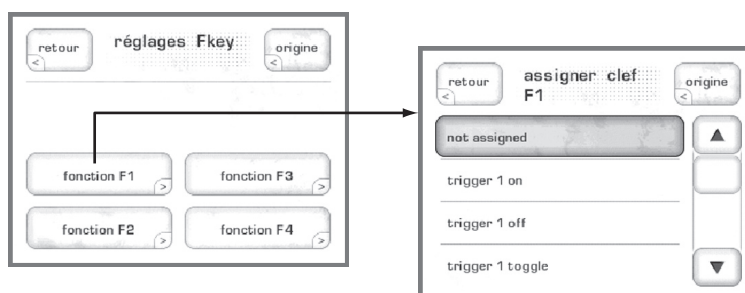 retour
réglages Fkey
origine
fonction F1
fonction F3
fonction F2
fonction F4
retour
assigner clef
F1
origine
not assigned
trigger 1 on
trigger 1 off
trigger 1 toggle